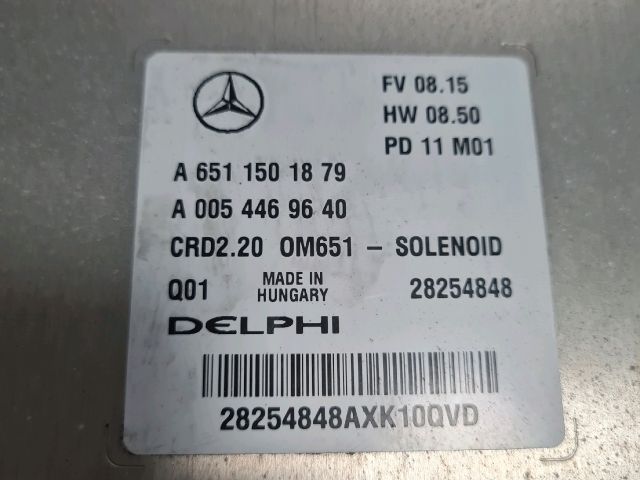 FV 08.15
HW 08.50
PD 11 M01
A 651 150 18 79
A 005 446 96 40
CRD2.20 OM651 – SOLENOID
Q01 MADE IN HUNGARY 28254848
DELPHI
28254848AXK10QVD